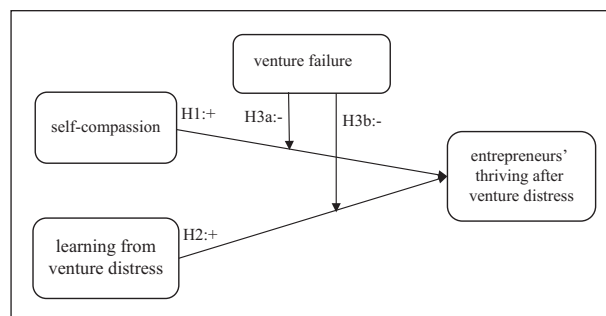 venture failure
H1:+
H3a:-
H3b:-
self-compassion
entrepreneurs'
thriving after
venture distress
H2:+
learning from
venture distress